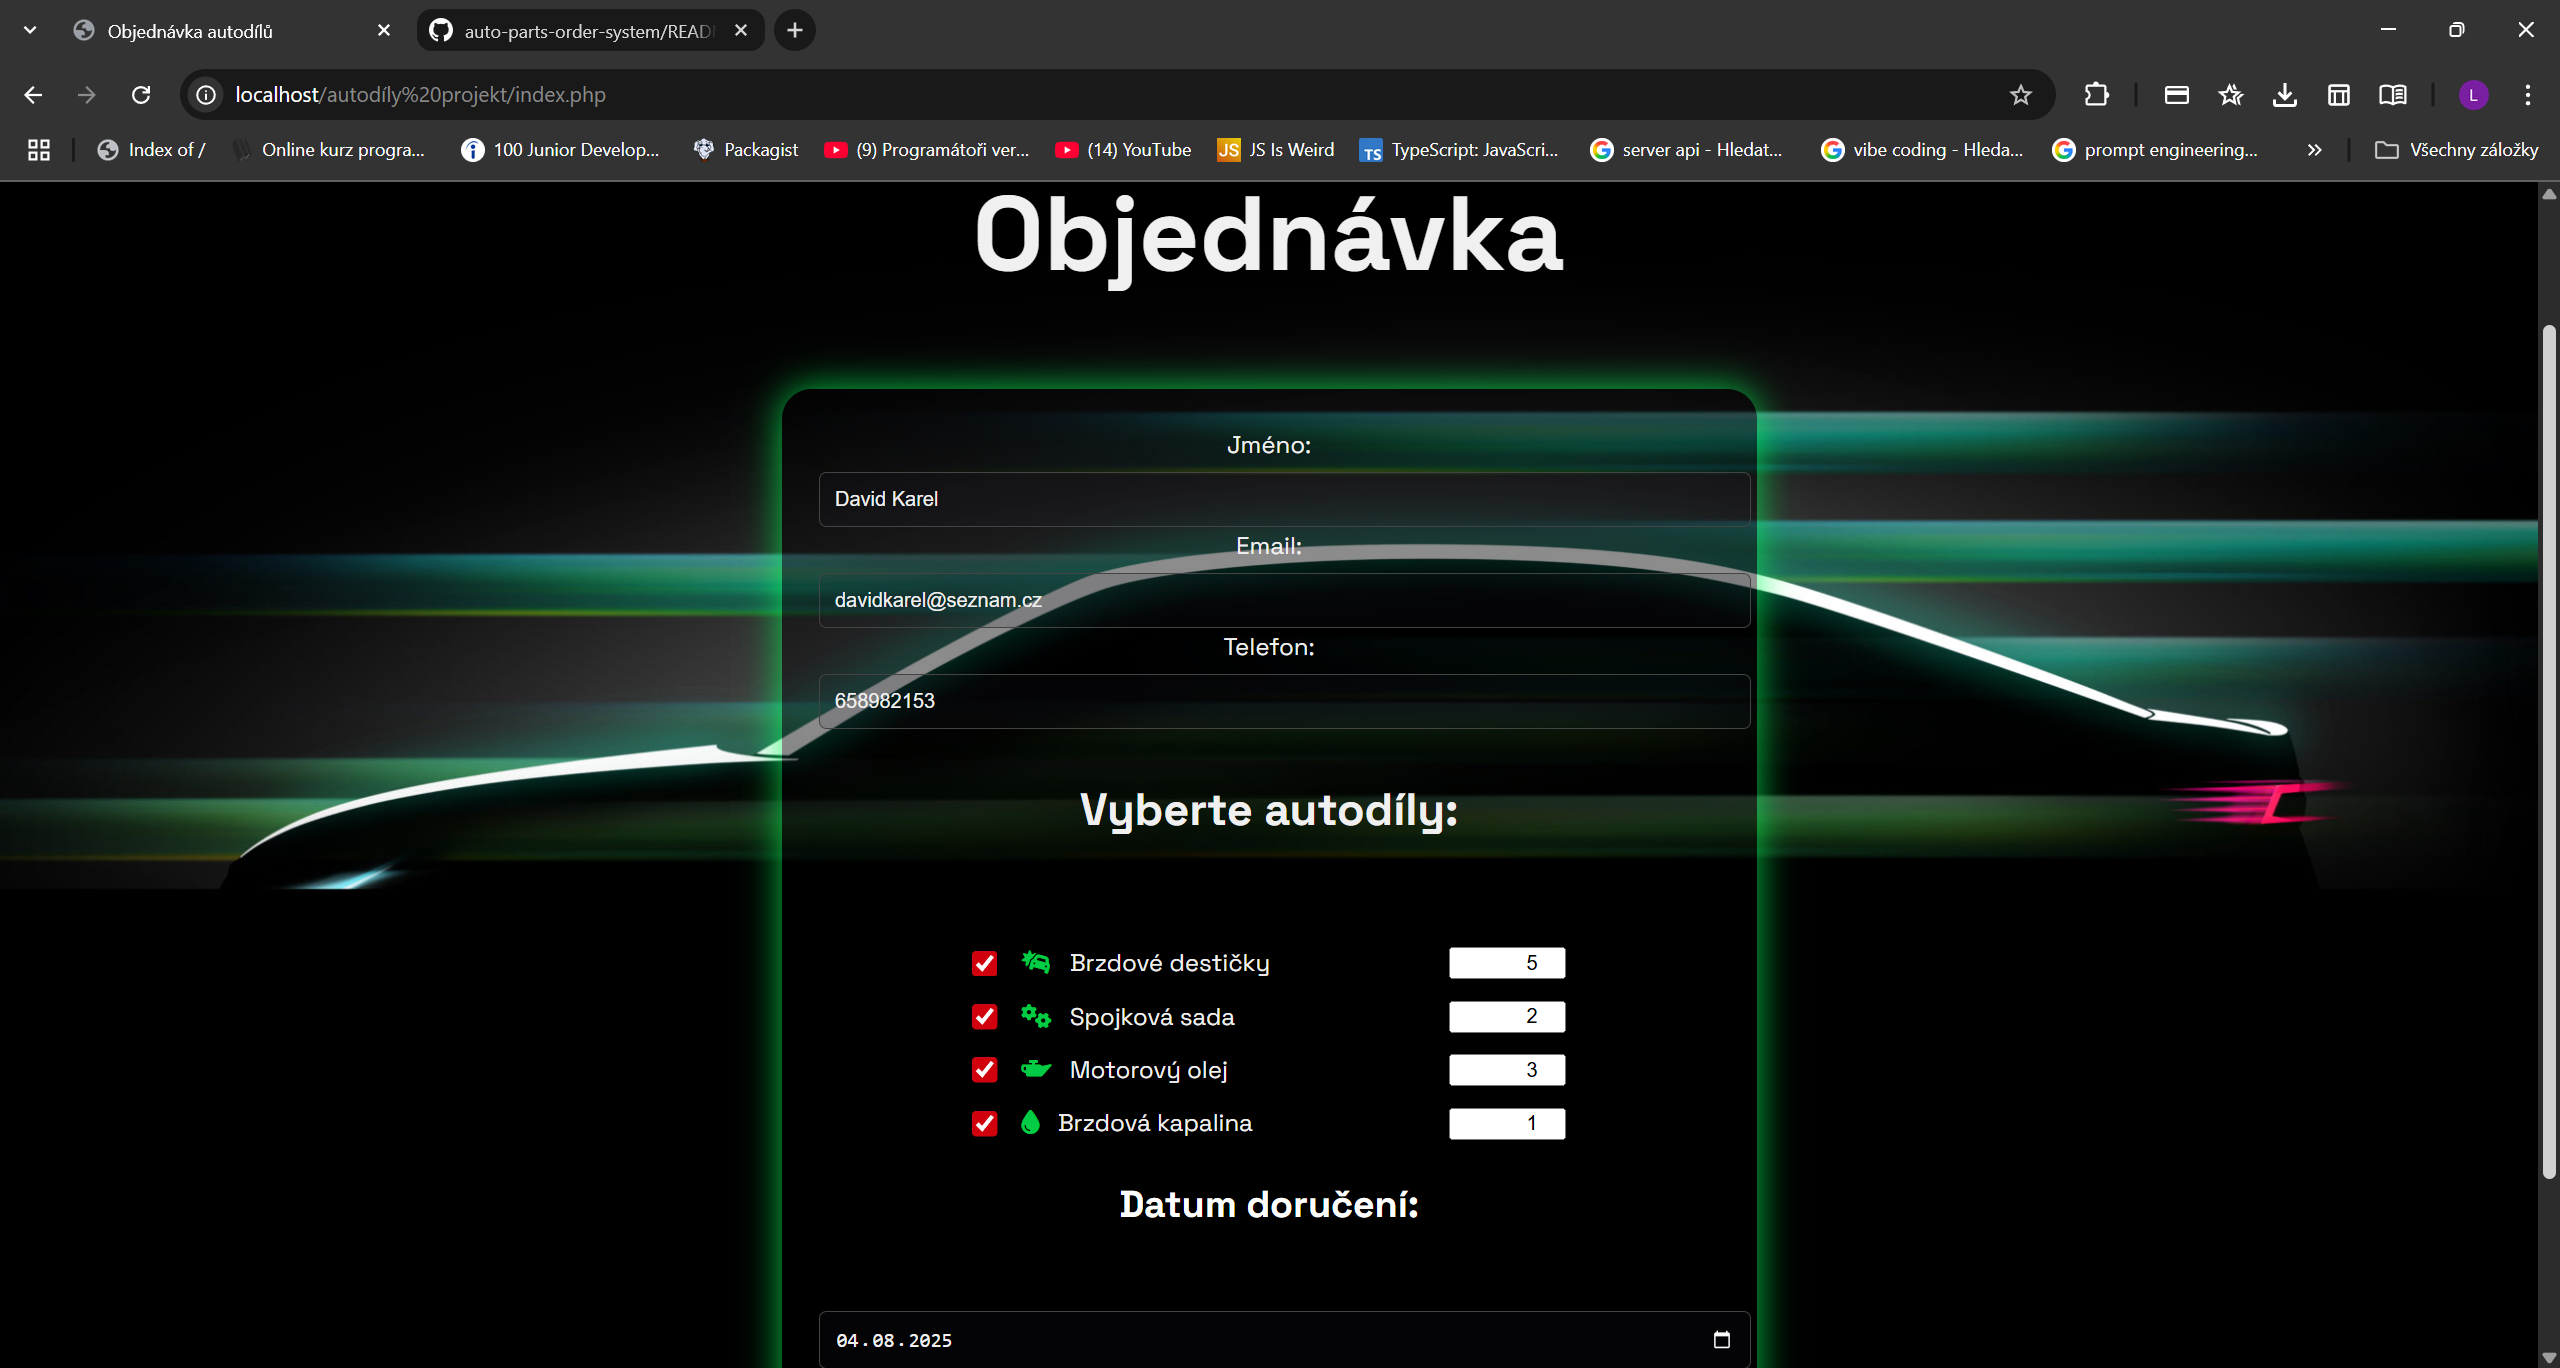 Objednávka autodílů
auto-parts-order-system/READ
localhost/autodíly%20projekt/index.php
L
Index of /
Online kurz progra...
100 Junior Develop...
Packagist
(9) Programátoři ver...
(14) YouTube
JS JS Is Weird
TS TypeScript: JavaScri...
server api - Hledat...
vibe coding - Hleda...
prompt engineering...
Všechny záložky
Objednávka
Jméno:
David Karel
Email:
davidkarel@seznam.cz
Telefon:
658982153
Vyberte autodíly:
Brzdové destičky 5
Spojková sada 2
Motorový olej 3
Brzdová kapalina 1
Datum doručení:
04.08.2025